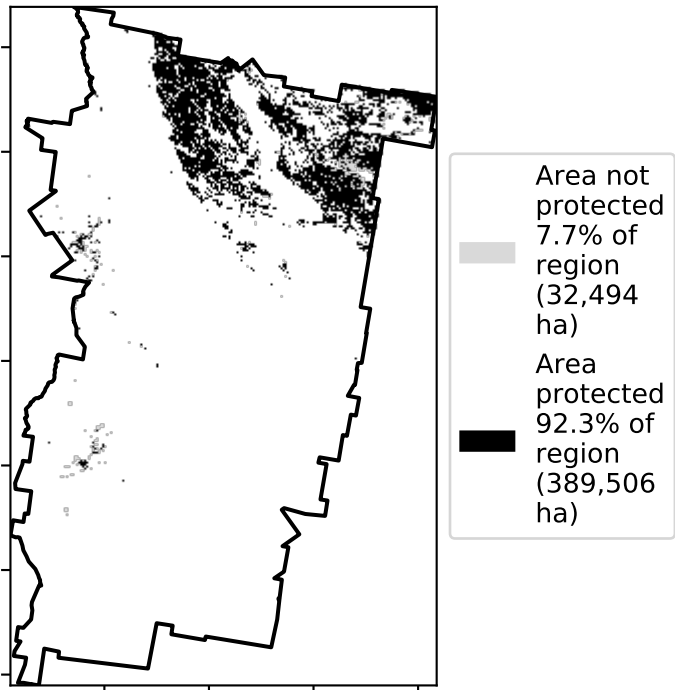 Area not
protected
7.7% of
region
(32,494
ha)
Area
protected
92.3% of
region
(389,506
ha)